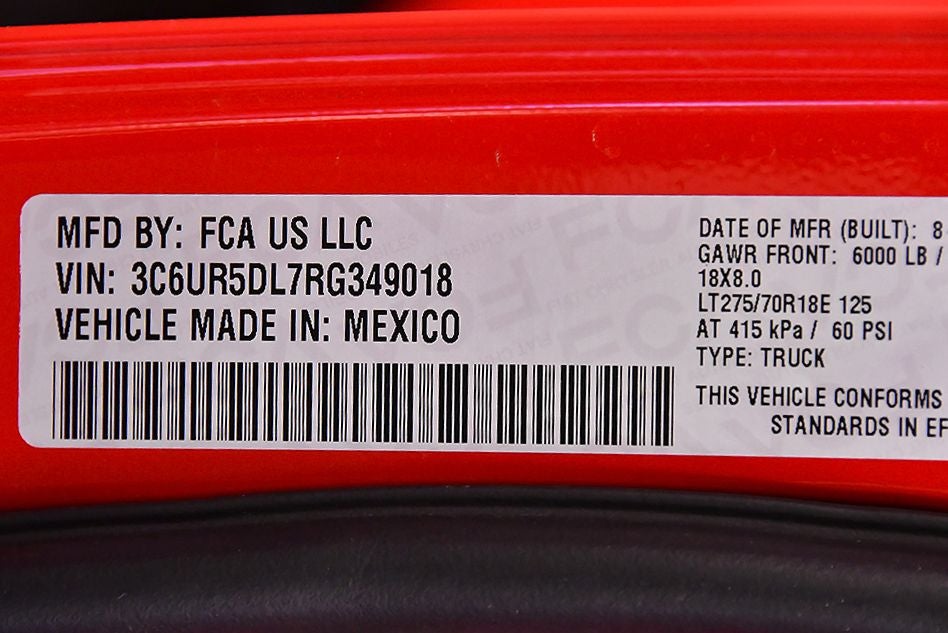 MFD BY: FCA US LLC
VIN: 3C6UR5DL7RG349018
VEHICLE MADE IN: MEXICO
DATE OF MFR (BUILT): 8-
GAWR FRONT: 6000 LB /
18X8.0
LT275/70R18E 125
AT 415 kPa / 60 PSI
TYPE: TRUCK
THIS VEHICLE CONFORMS
STANDARDS IN EF